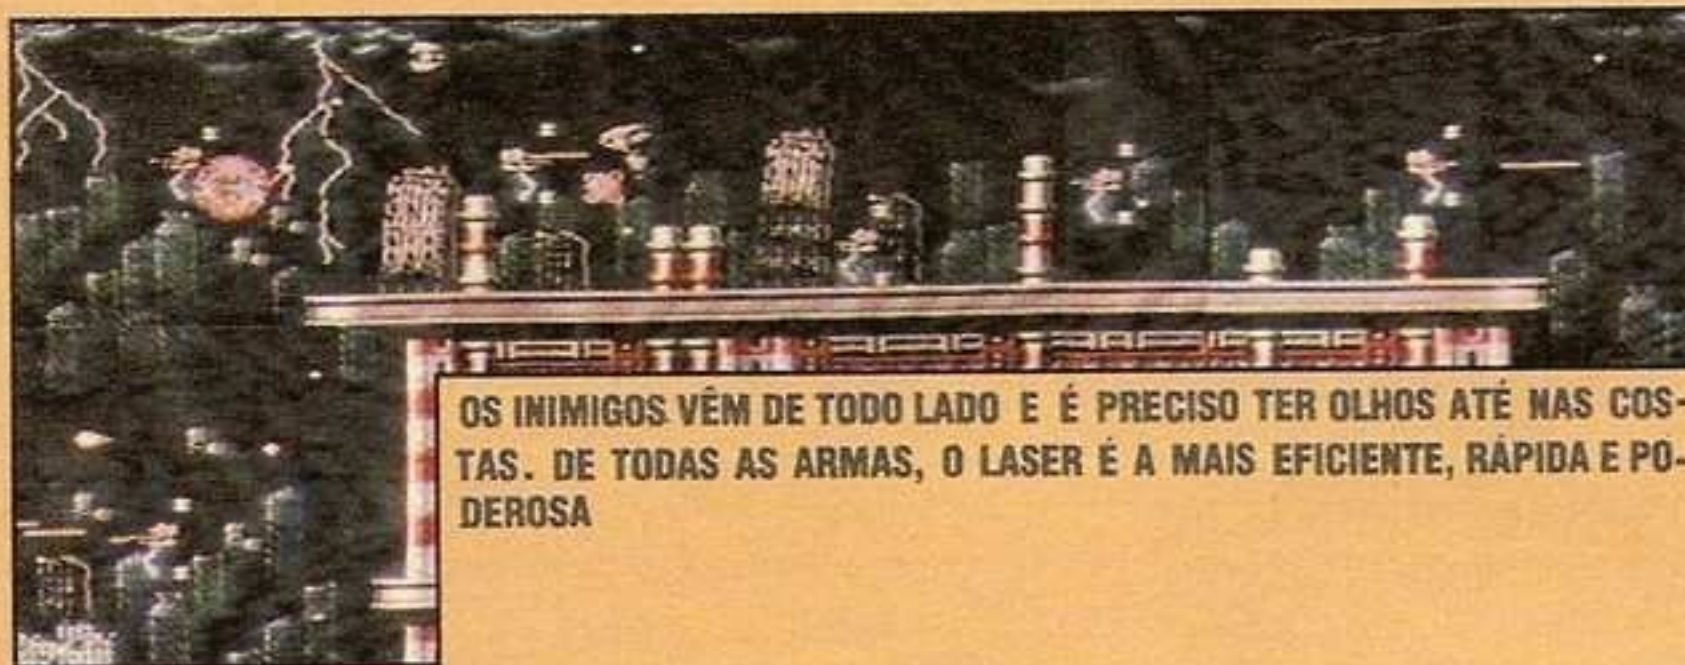 OS INIMIGOS VÊM DE TODO LADO E É PRECISO TER OLHOS ATÉ NAS COS-
TAS. DE TODAS AS ARMAS, O LASER É A MAIS EFICIENTE, RÁPIDA E PO-
DEROSA